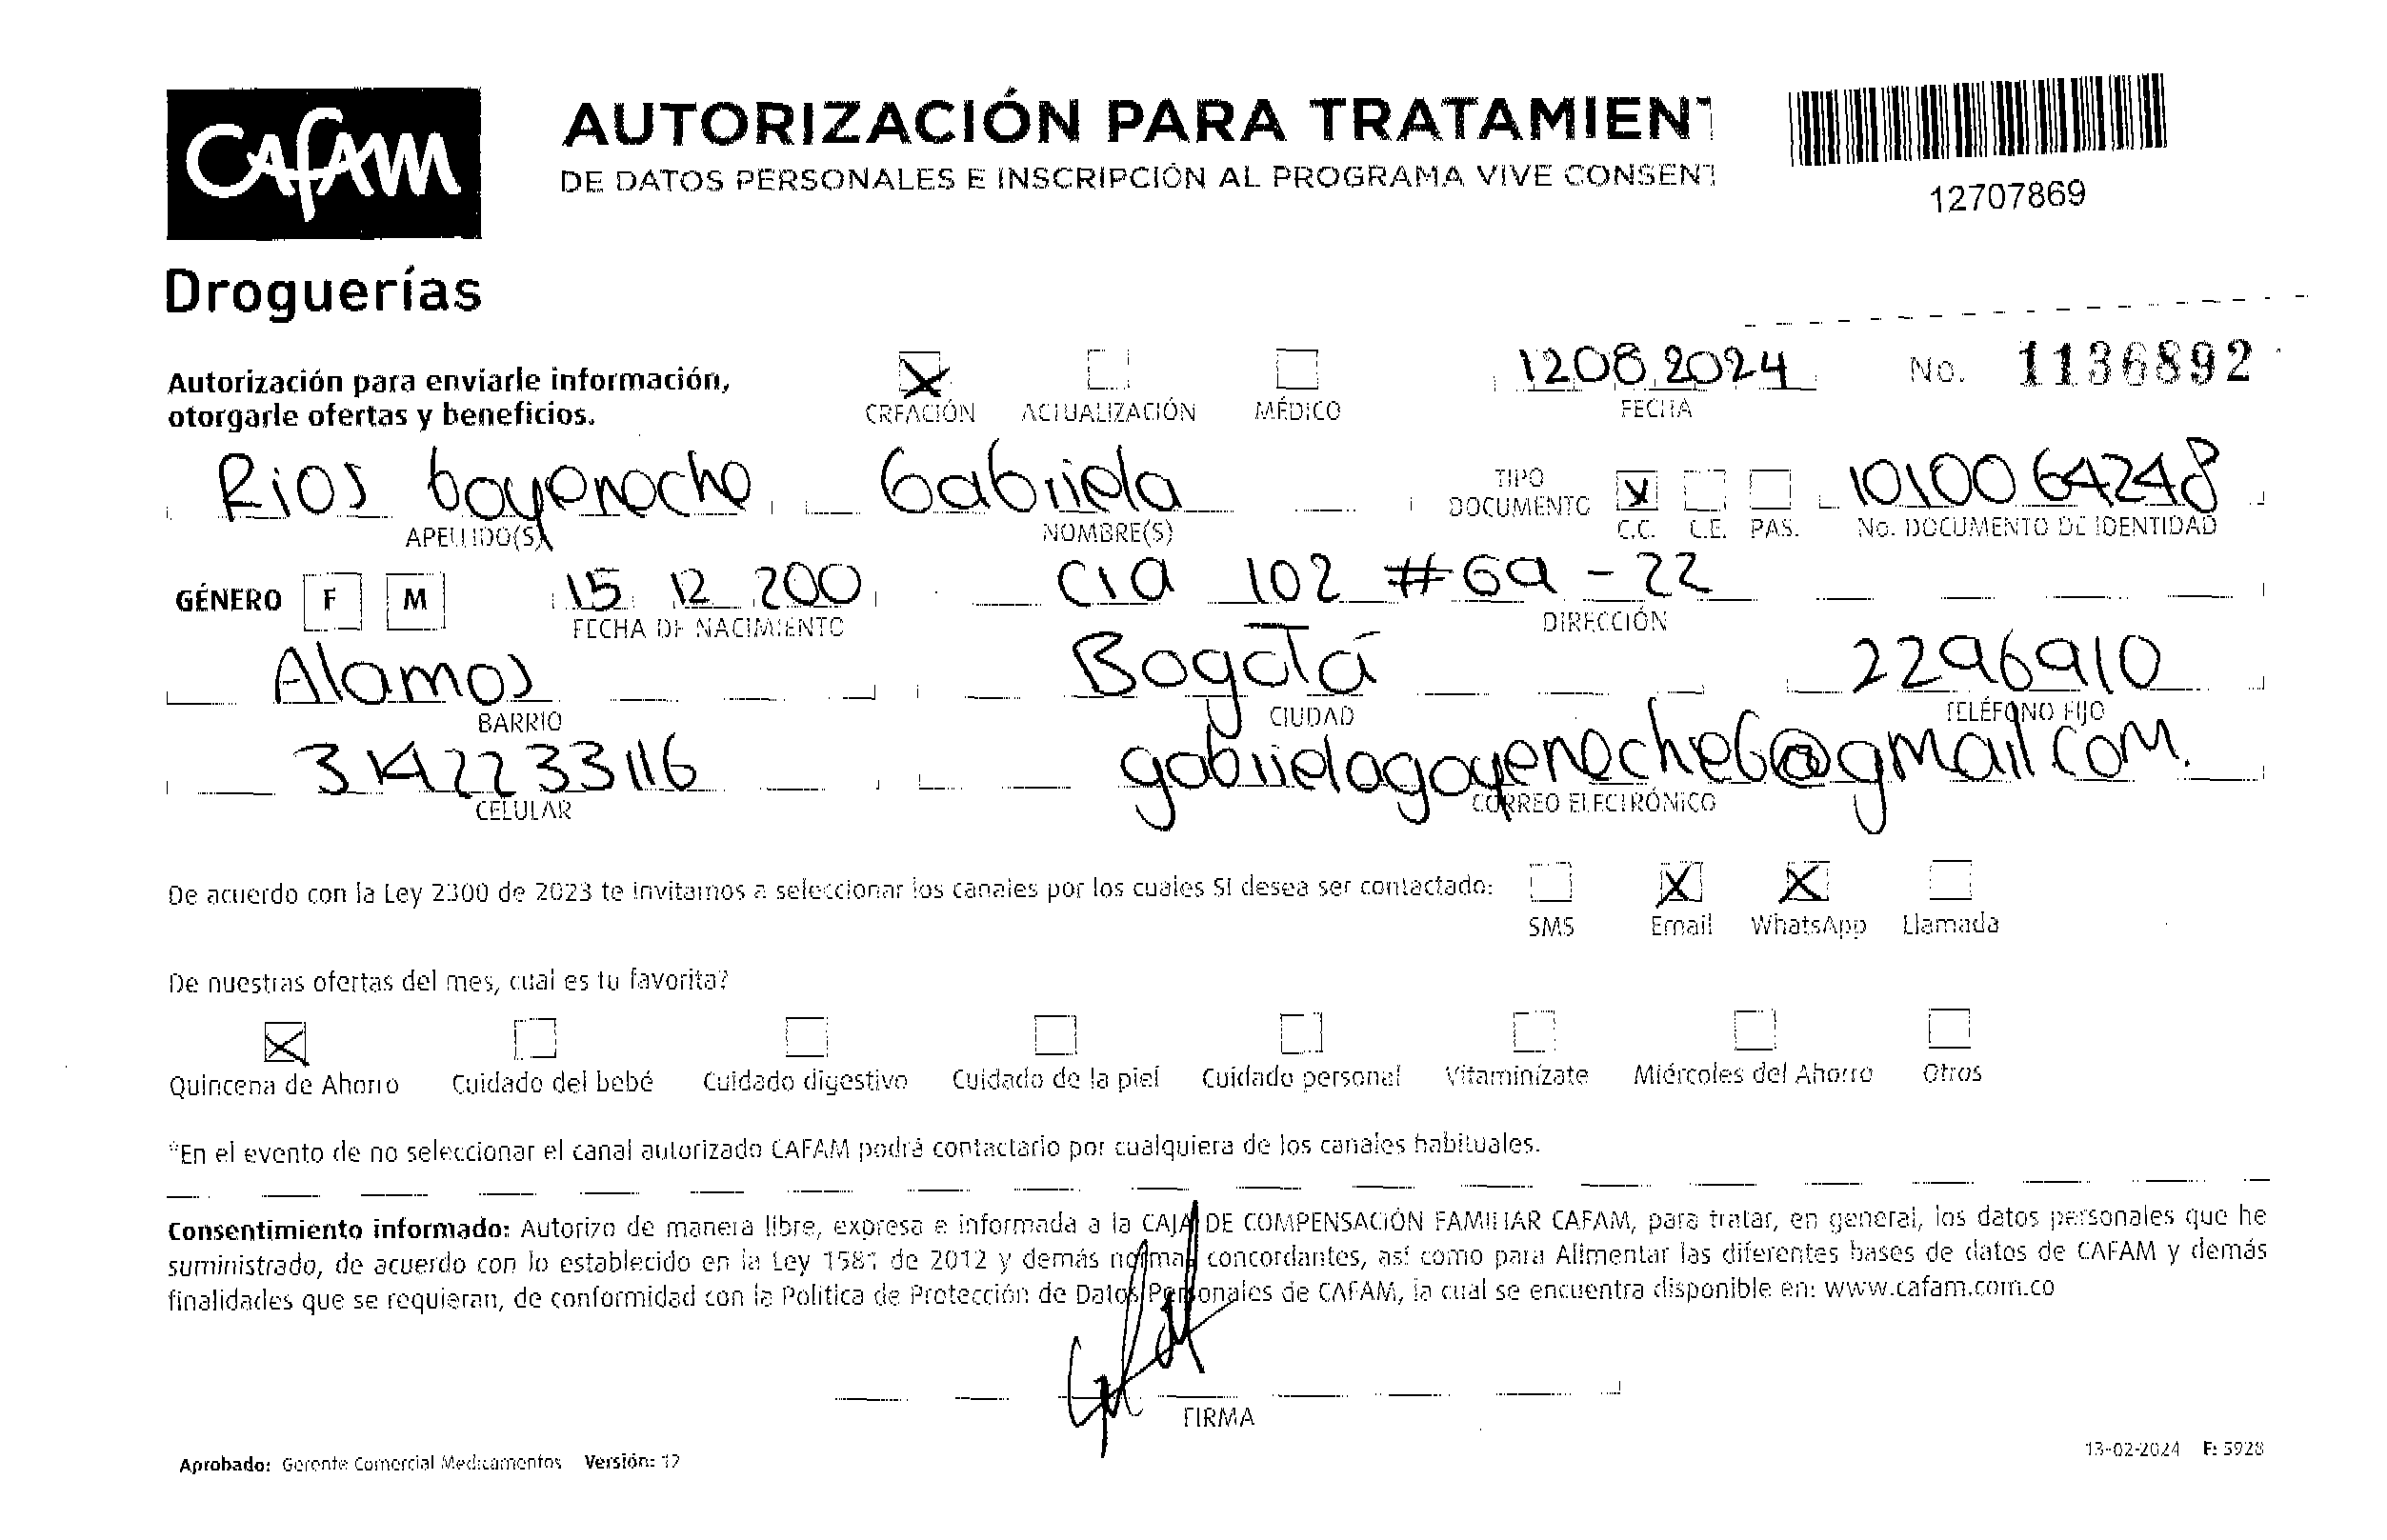 CAFAM
Droguerías
AUTORIZACIÓN PARA TRATAMIENT
DE DATOS PERSONALES E INSCRIPCIÓN AL PROGRAMA VIVE CONSENT
12707869
Autorización para enviarle información,
otorgarle ofertas y beneficios.
CREACIÓN ACTUALIZACIÓN MÉDICO
12 08 2024
FECHA
No. 1136892
Rios Goyeneche Gabriela
APELLIDO(S) NOMBRE(S)
TIPO DOCUMENTO C.C. C.E. PAS.
1010064248
No. DOCUMENTO DE IDENTIDAD
GÉNERO F M
15 12 200
FECHA DE NACIMIENTO
cra 102 #69-22
DIRECCIÓN
Alamos Bogotá 2296910
BARRIO CIUDAD TELÉFONO FIJO
3142233116 gabrielagoyeneche6@gmail.com.
CELULAR CORREO ELECTRÓNICO
De acuerdo con la Ley 2300 de 2023 te invitamos a seleccionar los canales por los cuales SI desea ser contactado:
SMS Email WhatsApp Llamada
De nuestras ofertas del mes, cual es tu favorita?
Quincena de Ahorro Cuidado del bebé Cuidado digestivo Cuidado de la piel Cuidado personal Vitaminízate Miércoles del Ahorro Otros
*En el evento de no seleccionar el canal autorizado CAFAM podrá contactarlo por cualquiera de los canales habituales.
Consentimiento informado: Autorizo de manera libre, expresa e informada a la CAJA DE COMPENSACIÓN FAMILIAR CAFAM, para tratar, en general, los datos personales que he
suministrado, de acuerdo con lo establecido en la Ley 1581 de 2012 y demás normas concordantes, así como para Alimentar las diferentes bases de datos de CAFAM y demás
finalidades que se requieran, de conformidad con la Politica de Protección de Datos Personales de CAFAM, la cual se encuentra disponible en: www.cafam.com.co
FIRMA
Aprobado: Gerente Comercial Medicamentos Versión: 12
13-02-2024 F: 5928